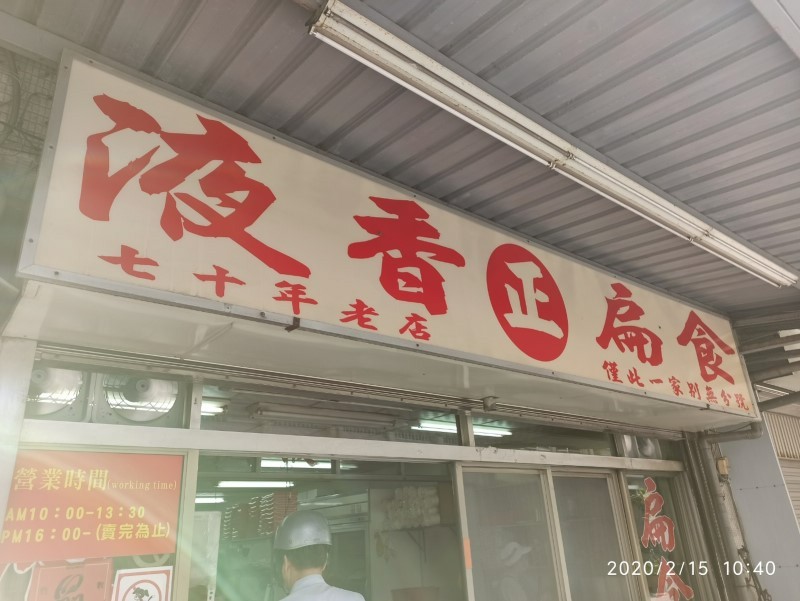 液香 正 扁食
七十年老店
僅此一家別無分號
營業時間(working time)
AM10：00-13:30
PM16：00-(賣完為止)
扁食
2020/2/15 10:40